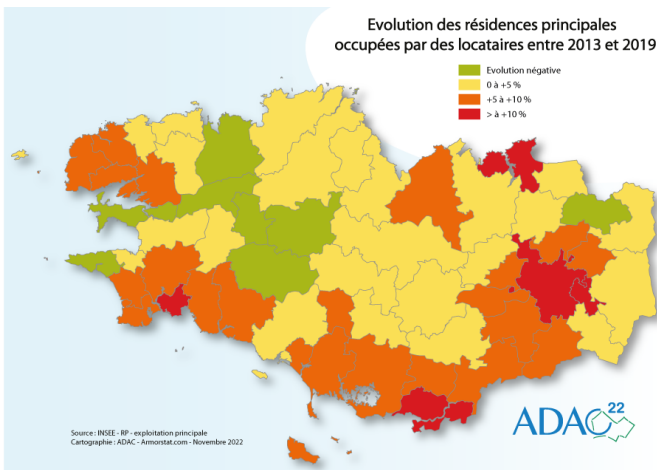 Evolution des résidences principales
occupées par des locataires entre 2013 et 2019
Evolution négative
0 à +5 %
+5 à +10 %
> à +10 %
Source : INSEE - RP - exploitation principale
Cartographie : ADAC - Armorstat.com - Novembre 2022
ADAC 22